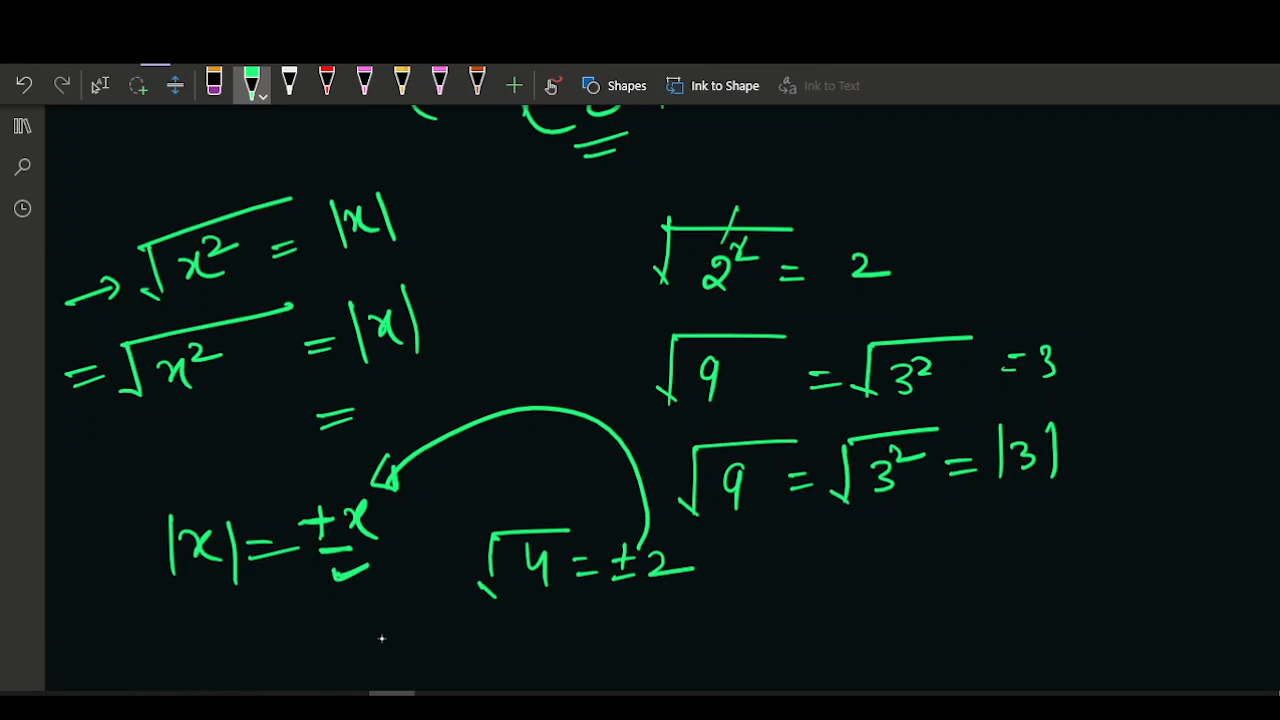 Shapes Ink to Shape Ink to Text
→ √x² = |x|
= √x² = |x|
=
|x| = ±x
√4 = ±2
√2² = 2
√9 = √3² = 3
√9 = √3² = |3|